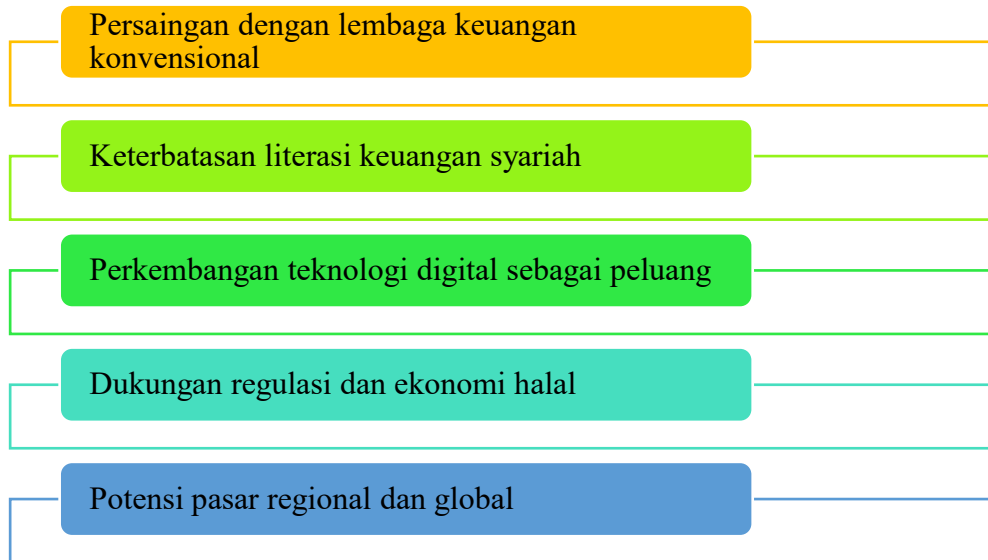 Persaingan dengan lembaga keuangan
konvensional
Keterbatasan literasi keuangan syariah
Perkembangan teknologi digital sebagai peluang
Dukungan regulasi dan ekonomi halal
Potensi pasar regional dan global